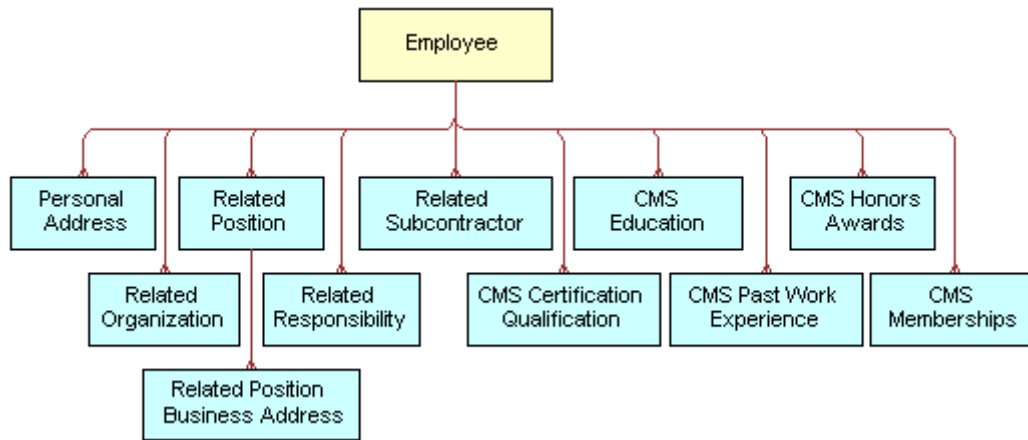 Employee
Personal
Address
Related
Position
Related
Subcontractor
CMS
Education
CMS Honors
Awards
Related
Organization
Related
Responsibility
CMS Certification
Qualification
CMS Past Work
Experience
CMS
Memberships
Related Position
Business Address